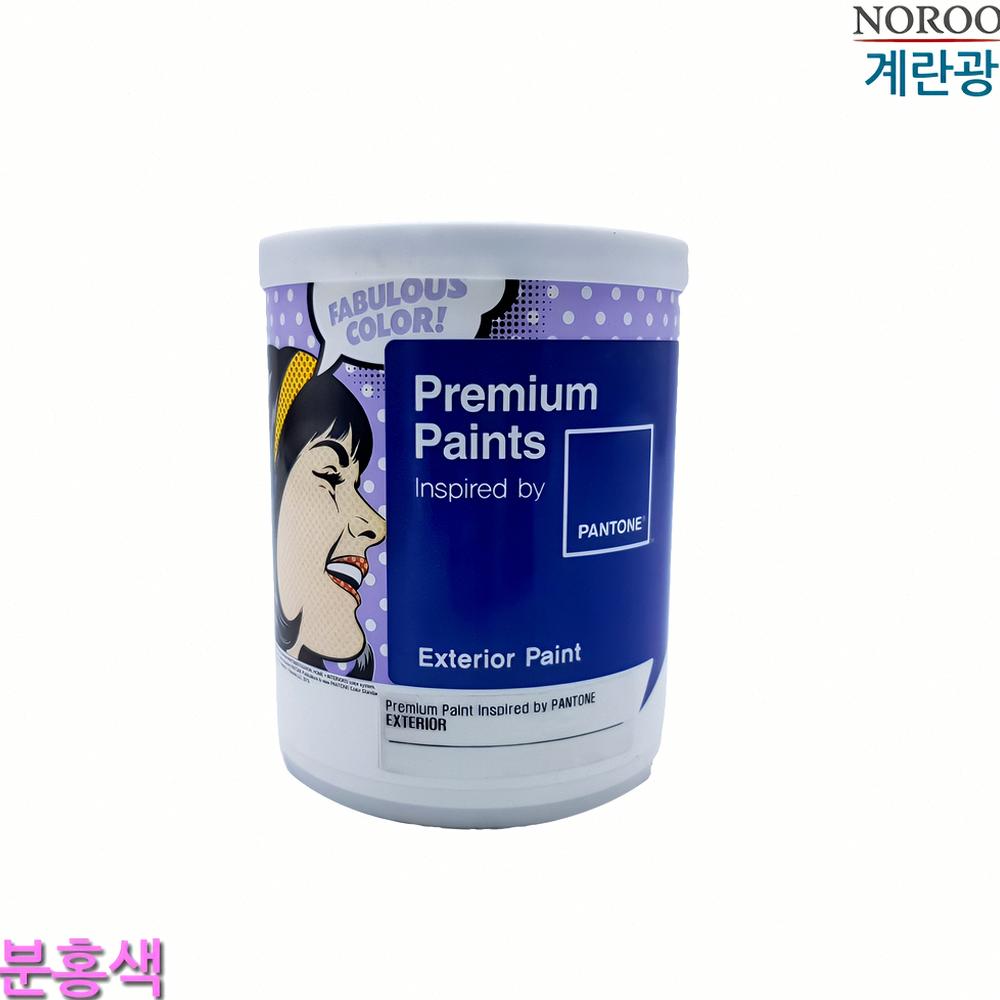 NOROO
계란광
FABULOUS
COLOR!
Premium
Paints
Inspired by
PANTONE
Exterior Paint
Premium Paint Inspired by PANTONE
EXTERIOR
분홍색